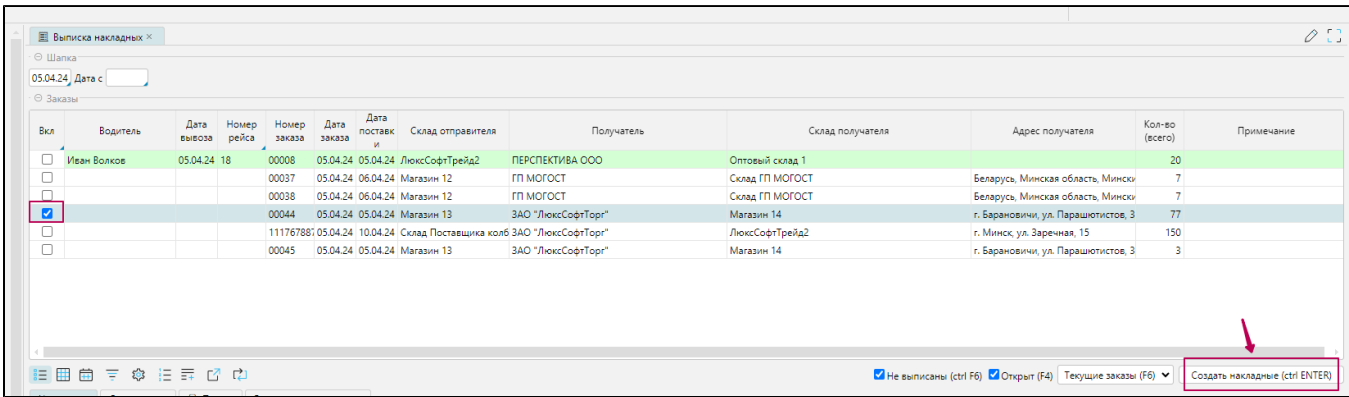 Выписка накладных ×
Шапка
05.04.24 Дата с
Заказы
Вкл Водитель Дата вывоза Номер рейса Номер заказа Дата заказа Дата поставки Склад отправителя Получатель Склад получателя Адрес получателя Кол-во (всего) Примечание
Иван Волков 05.04.24 18 00008 05.04.24 05.04.24 ЛюксСофтТрейд2 ПЕРСПЕКТИВА ООО Оптовый склад 1 20
00037 05.04.24 06.04.24 Магазин 12 ГП МОГОСТ Склад ГП МОГОСТ Беларусь, Минская область, Мински 7
00038 05.04.24 06.04.24 Магазин 12 ГП МОГОСТ Склад ГП МОГОСТ Беларусь, Минская область, Мински 7
00044 05.04.24 05.04.24 Магазин 13 ЗАО "ЛюксСофтТорг" Магазин 14 г. Барановичи, ул. Парашютистов, 3 77
111767887 05.04.24 10.04.24 Склад Поставщика колб ЗАО "ЛюксСофтТорг" ЛюксСофтТрейд2 г. Минск, ул. Заречная, 15 150
00045 05.04.24 05.04.24 Магазин 13 ЗАО "ЛюксСофтТорг" Магазин 14 г. Барановичи, ул. Парашютистов, 3 3
Не выписаны (ctrl F6) Открыт (F4) Текущие заказы (F6) Создать накладные (ctrl ENTER)